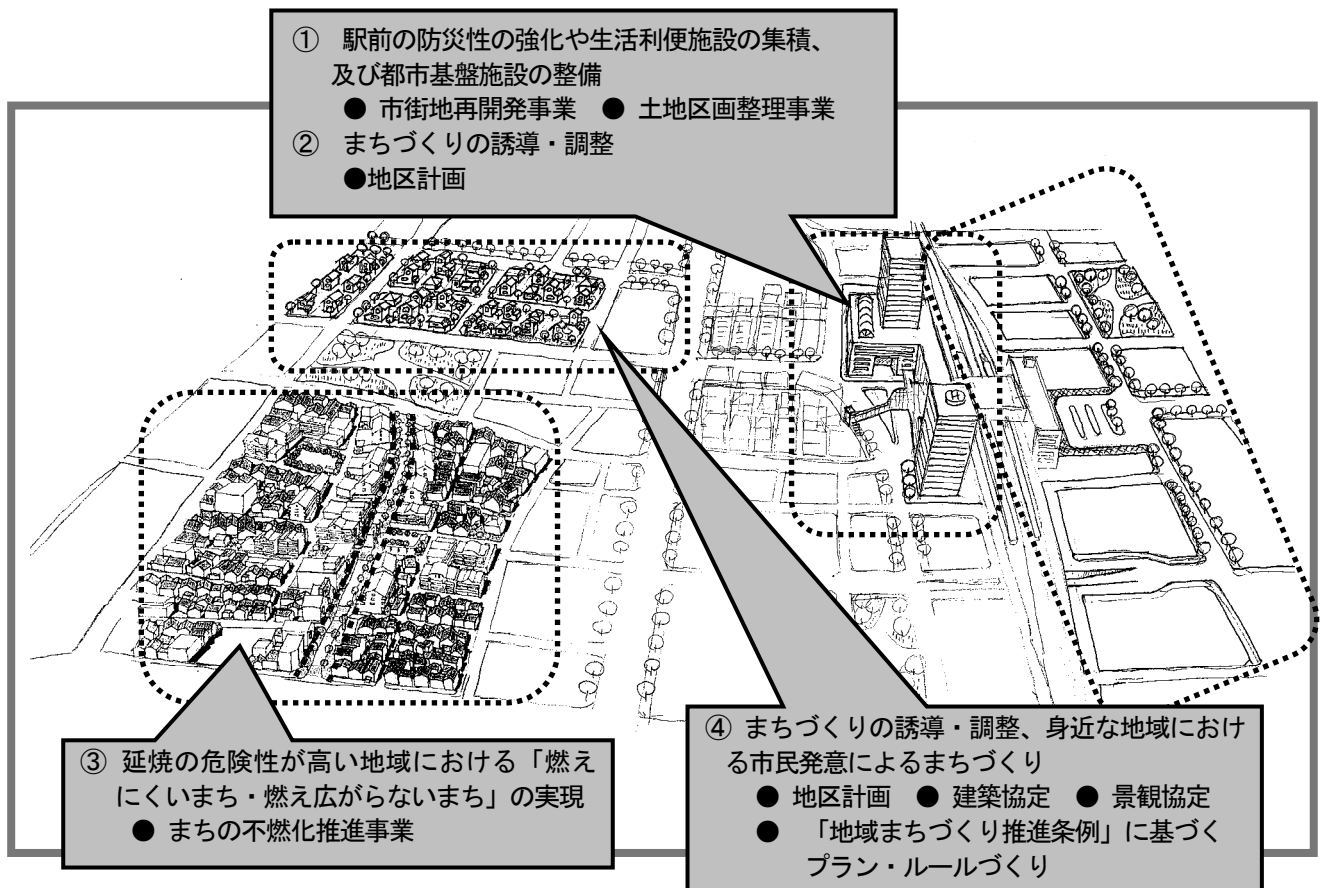 ① 駅前の防災性の強化や生活利便施設の集積、
及び都市基盤施設の整備
● 市街地再開発事業 ● 土地区画整理事業
② まちづくりの誘導・調整
●地区計画
③ 延焼の危険性が高い地域における「燃え
にくいまち・燃え広がらないまち」の実現
● まちの不燃化推進事業
④ まちづくりの誘導・調整、身近な地域におけ
る市民発意によるまちづくり
● 地区計画 ● 建築協定 ● 景観協定
● 「地域まちづくり推進条例」に基づく
プラン・ルールづくり
H